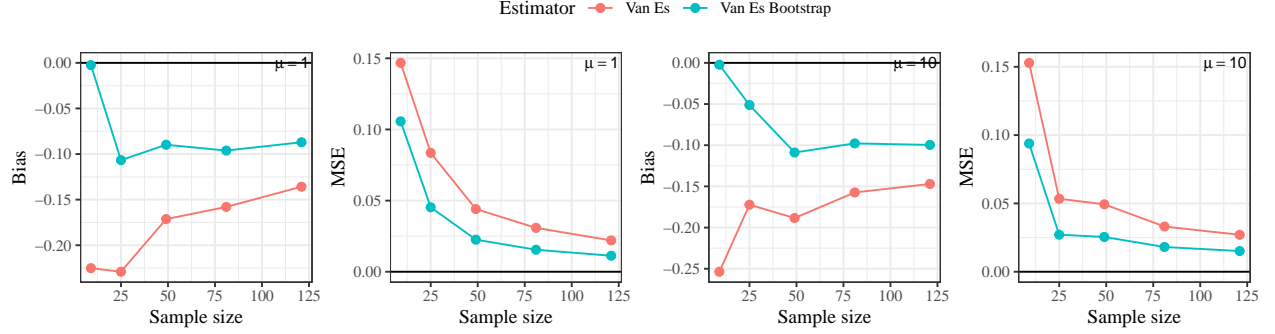 Estimator Van Es Van Es Bootstrap
μ = 1
0.00
−0.05
−0.10
−0.15
−0.20
Bias
25 50 75 100 125
Sample size
μ = 1
0.15
0.10
0.05
0.00
MSE
25 50 75 100 125
Sample size
μ = 10
0.00
−0.05
−0.10
−0.15
−0.20
−0.25
Bias
25 50 75 100 125
Sample size
μ = 10
0.15
0.10
0.05
0.00
MSE
25 50 75 100 125
Sample size